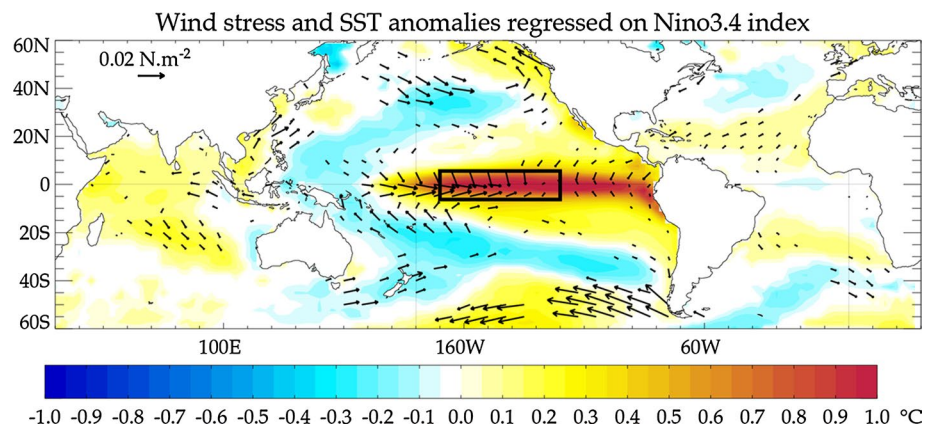 Wind stress and SST anomalies regressed on Nino3.4 index
60N
0.02 N.m-2
40N
20N
0
20S
40S
60S
100E 160W 60W
-1.0 -0.9 -0.8 -0.7 -0.6 -0.5 -0.4 -0.3 -0.2 -0.1 0.0 0.1 0.2 0.3 0.4 0.5 0.6 0.7 0.8 0.9 1.0 °C